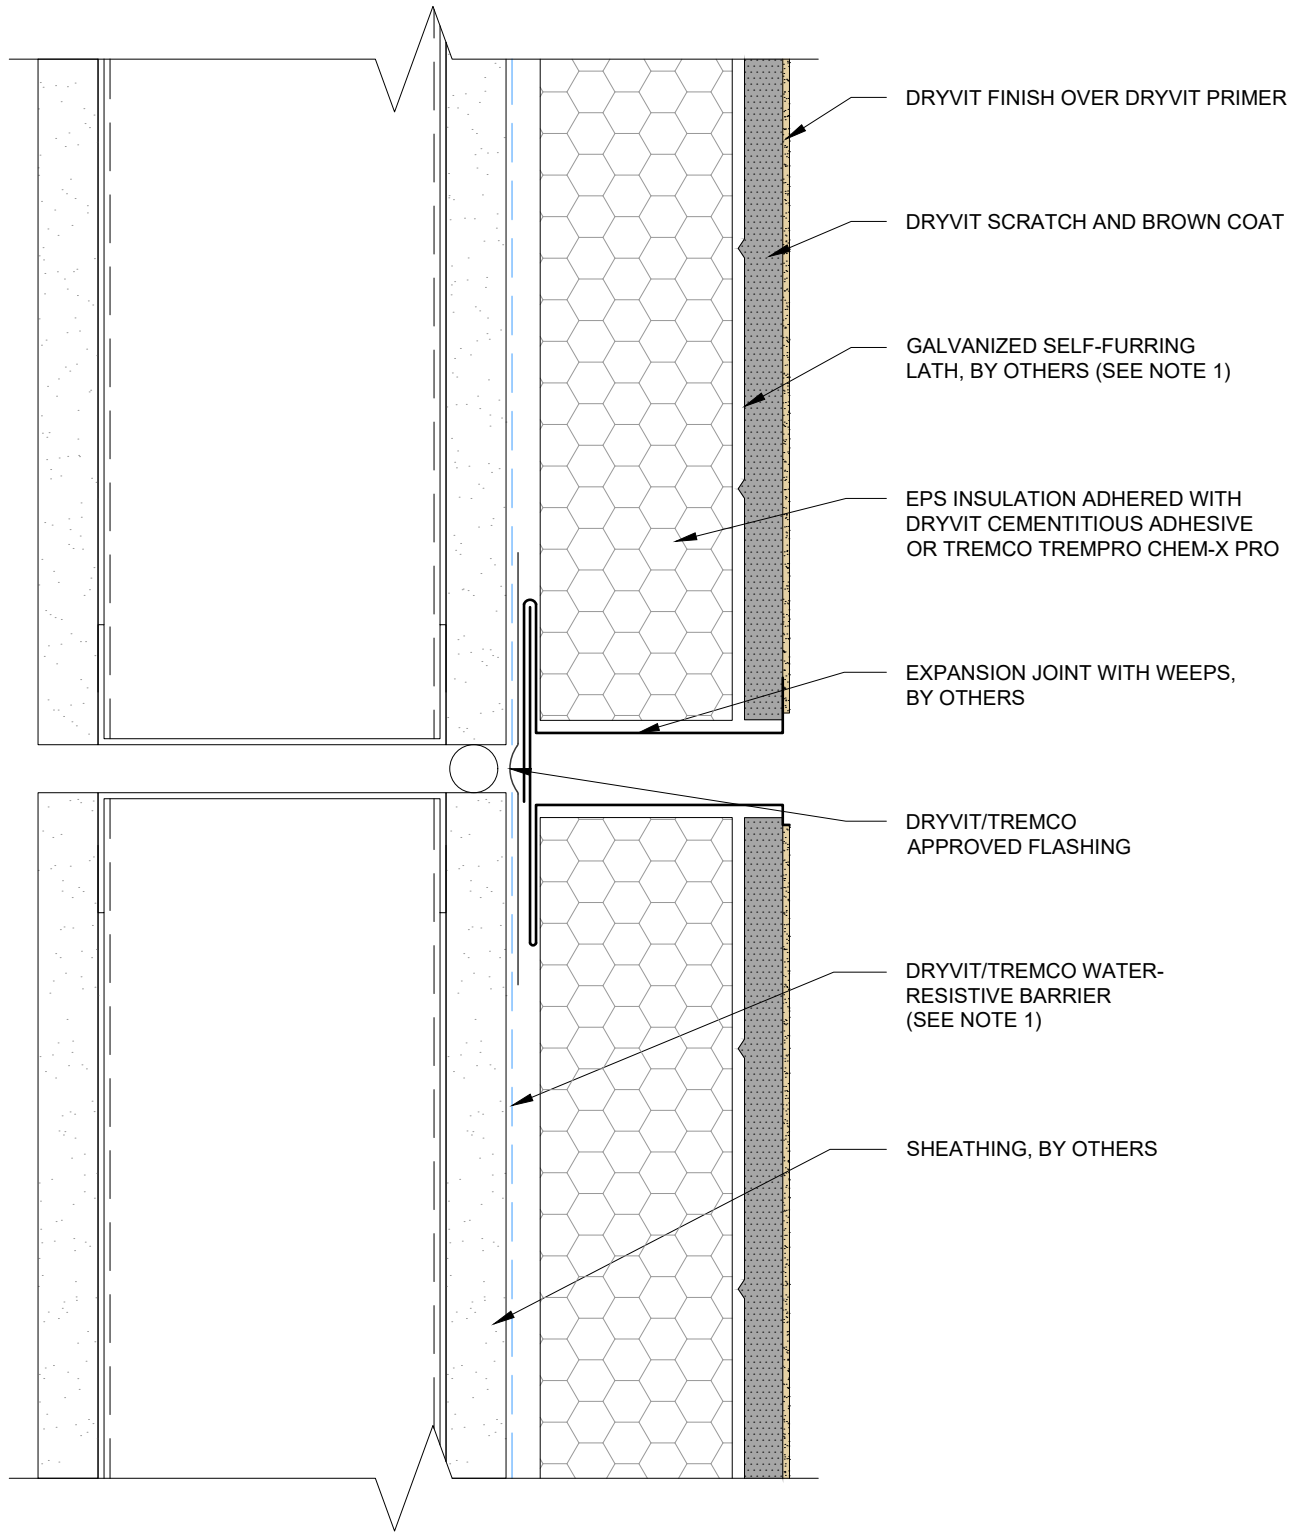 DRYVIT FINISH OVER DRYVIT PRIMER
DRYVIT SCRATCH AND BROWN COAT
GALVANIZED SELF-FURRING
LATH, BY OTHERS (SEE NOTE 1)
EPS INSULATION ADHERED WITH
DRYVIT CEMENTITIOUS ADHESIVE
OR TREMCO TREMPRO CHEM-X PRO
EXPANSION JOINT WITH WEEPS,
BY OTHERS
DRYVIT/TREMCO
APPROVED FLASHING
DRYVIT/TREMCO WATER-
RESISTIVE BARRIER
(SEE NOTE 1)
SHEATHING, BY OTHERS